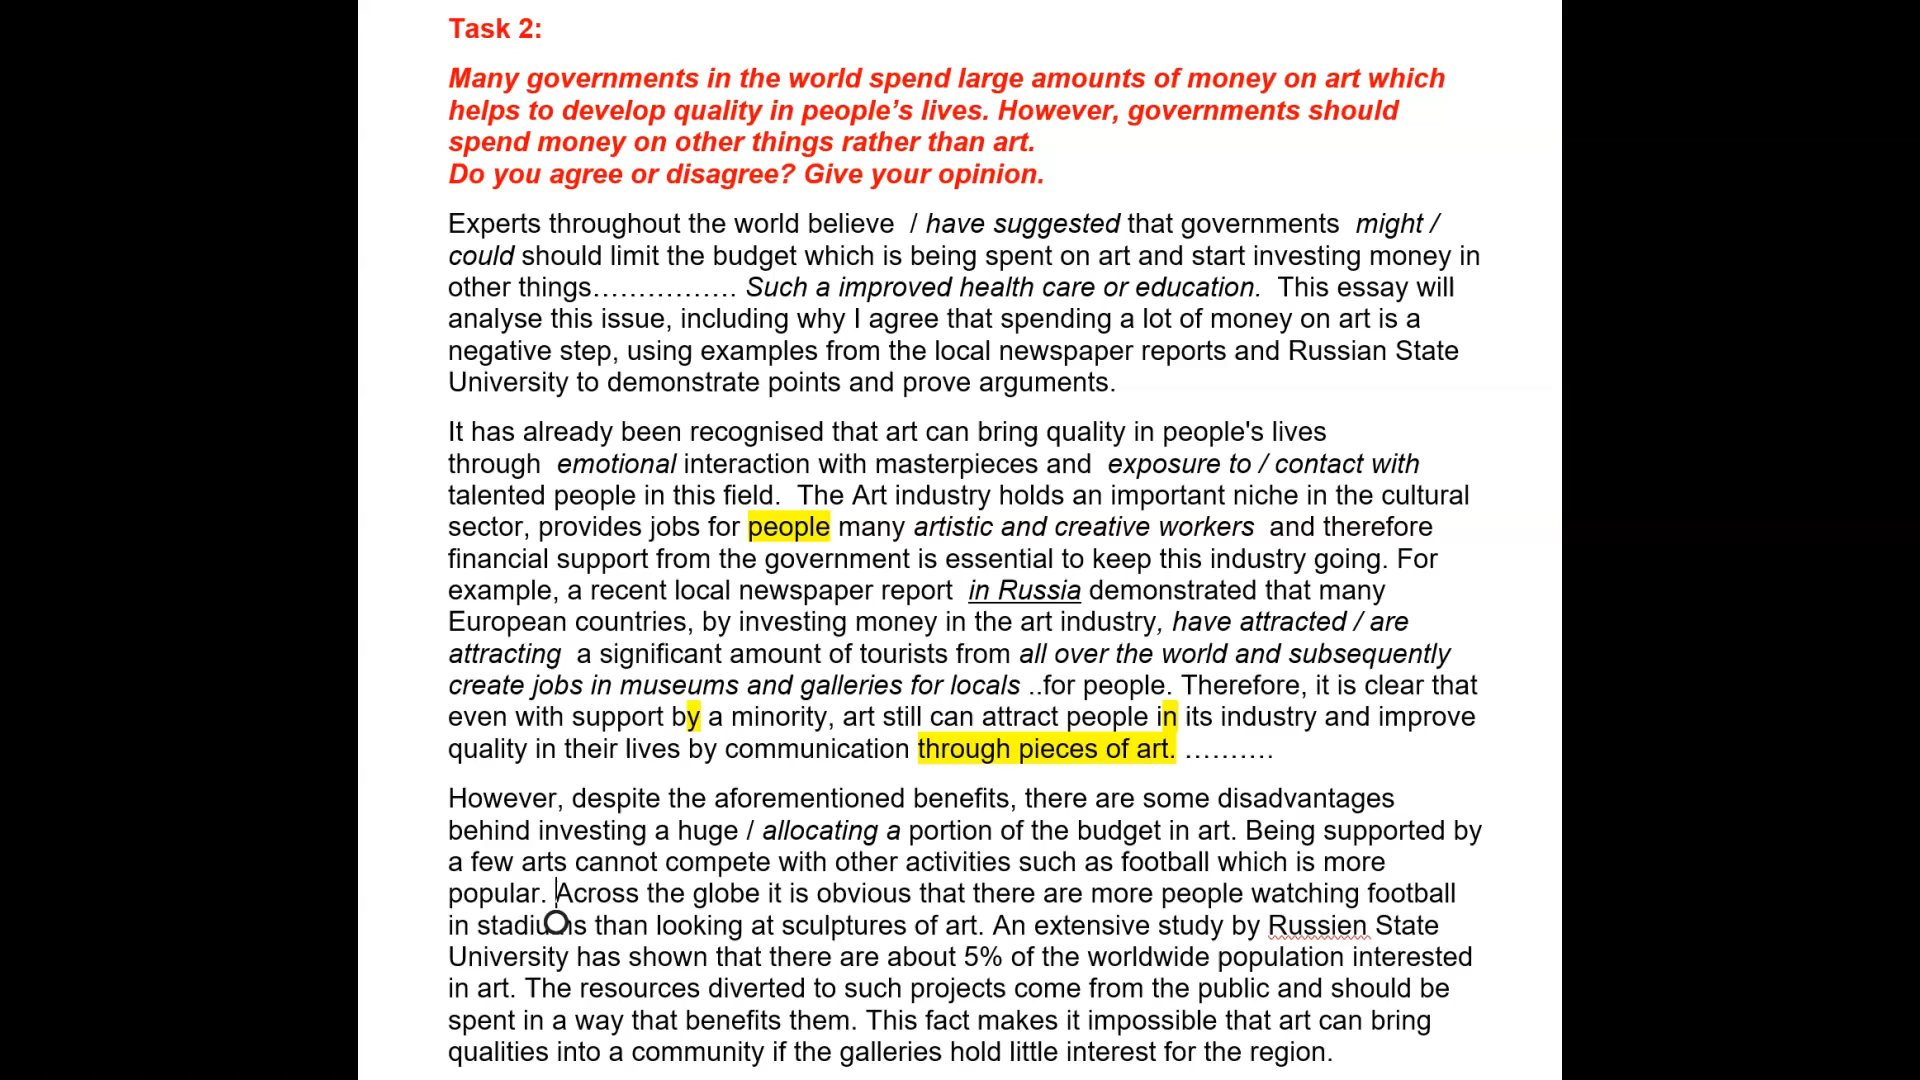 Task 2:
Many governments in the world spend large amounts of money on art which
helps to develop quality in people’s lives. However, governments should
spend money on other things rather than art.
Do you agree or disagree? Give your opinion.
Experts throughout the world believe  / have suggested that governments  might /
could should limit the budget which is being spent on art and start investing money in
other things……………. Such a improved health care or education.  This essay will
analyse this issue, including why I agree that spending a lot of money on art is a
negative step, using examples from the local newspaper reports and Russian State
University to demonstrate points and prove arguments.
It has already been recognised that art can bring quality in people's lives
through  emotional interaction with masterpieces and  exposure to / contact with
talented people in this field.  The Art industry holds an important niche in the cultural
sector, provides jobs for people many artistic and creative workers  and therefore
financial support from the government is essential to keep this industry going. For
example, a recent local newspaper report  in Russia demonstrated that many
European countries, by investing money in the art industry, have attracted / are
attracting  a significant amount of tourists from all over the world and subsequently
create jobs in museums and galleries for locals ..for people. Therefore, it is clear that
even with support by a minority, art still can attract people in its industry and improve
quality in their lives by communication through pieces of art. ……….
However, despite the aforementioned benefits, there are some disadvantages
behind investing a huge / allocating a portion of the budget in art. Being supported by
a few arts cannot compete with other activities such as football which is more
popular. Across the globe it is obvious that there are more people watching football
in stadiums than looking at sculptures of art. An extensive study by Russien State
University has shown that there are about 5% of the worldwide population interested
in art. The resources diverted to such projects come from the public and should be
spent in a way that benefits them. This fact makes it impossible that art can bring
qualities into a community if the galleries hold little interest for the region.